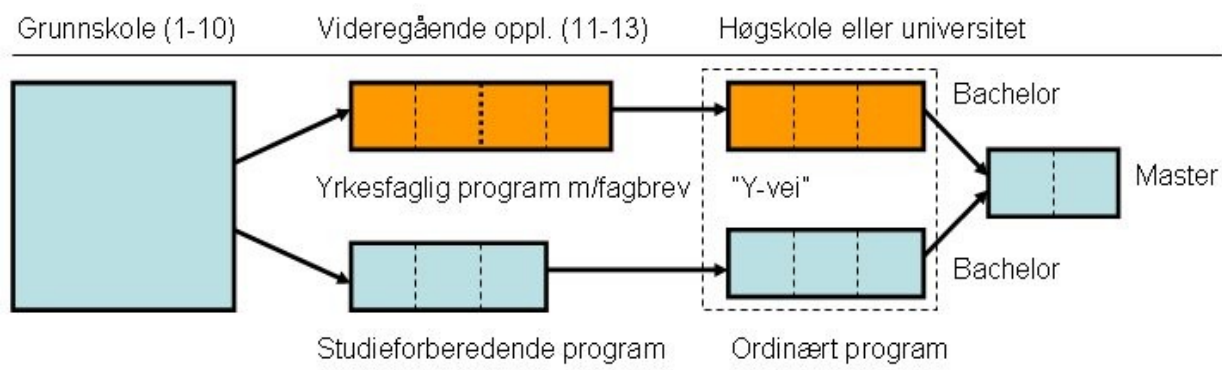 Grunnskole (1-10) Videregående oppl. (11-13) Høgskole eller universitet
Bachelor
Yrkesfaglig program m/fagbrev "Y-vei" Master
Bachelor
Studieforberedende program Ordinært program